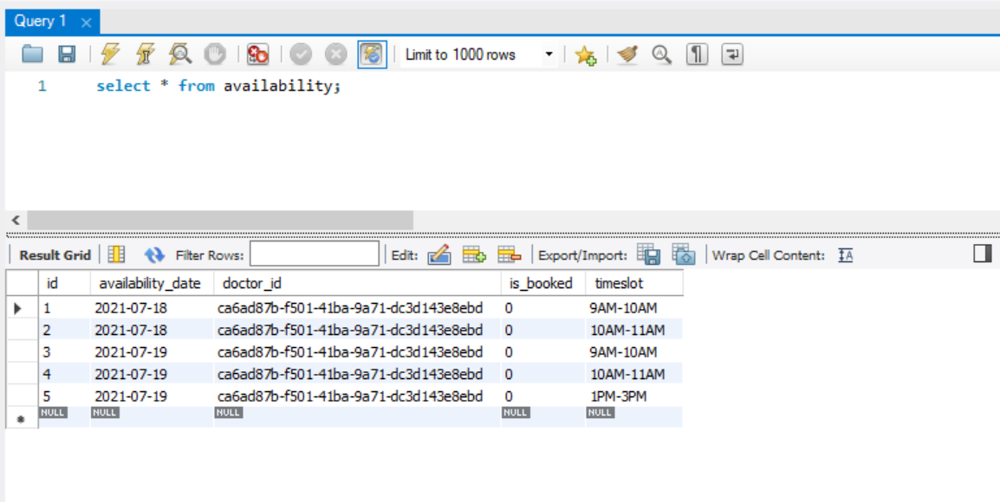 Query 1
Limit to 1000 rows
1 select * from availability;
Result Grid Filter Rows: Edit: Export/Import: Wrap Cell Content:
id availability_date doctor_id is_booked timeslot
1 2021-07-18 ca6ad87b-f501-41ba-9a71-dc3d143e8ebd 0 9AM-10AM
2 2021-07-18 ca6ad87b-f501-41ba-9a71-dc3d143e8ebd 0 10AM-11AM
3 2021-07-19 ca6ad87b-f501-41ba-9a71-dc3d143e8ebd 0 9AM-10AM
4 2021-07-19 ca6ad87b-f501-41ba-9a71-dc3d143e8ebd 0 10AM-11AM
5 2021-07-19 ca6ad87b-f501-41ba-9a71-dc3d143e8ebd 0 1PM-3PM
NULL NULL NULL NULL NULL